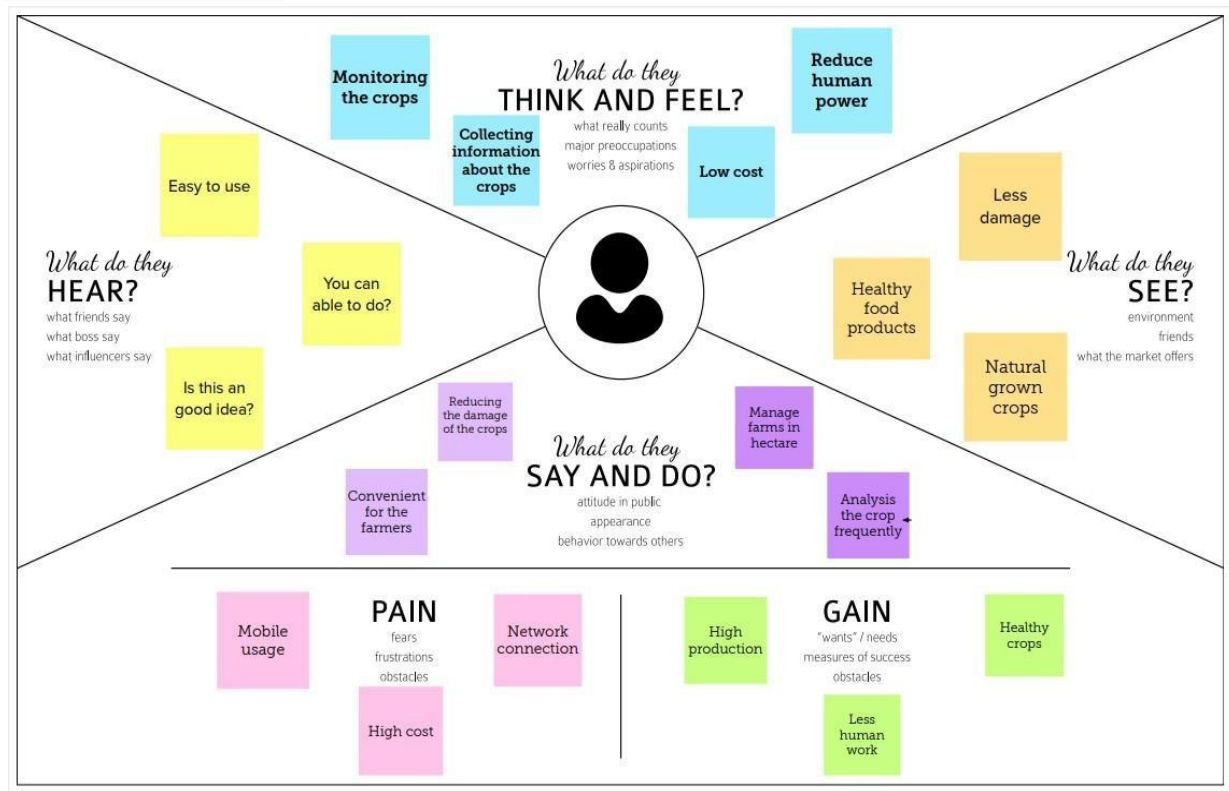 What do they
THINK AND FEEL?
what really counts
major preoccupations
worries & aspirations
Monitoring
the crops
Collecting
information
about the
crops
Low cost
Reduce
human
power
What do they
HEAR?
what friends say
what boss say
what influencers say
Easy to use
You can
able to do?
Is this an
good idea?
What do they
SEE?
environment
friends
what the market offers
Less
damage
Healthy
food
products
Natural
grown
crops
What do they
SAY AND DO?
attitude in public
appearance
behavior towards others
Reducing
the damage
of the crops
Convenient
for the
farmers
Manage
farms in
hectare
Analysis
the crop
frequently
PAIN
fears
frustrations
obstacles
Mobile
usage
Network
connection
High cost
GAIN
"wants" / needs
measures of success
obstacles
High
production
Healthy
crops
Less
human
work